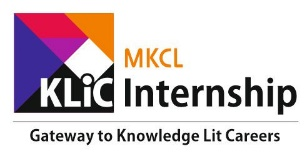 MKCL
KLiC Internship
Gateway to Knowledge Lit Careers